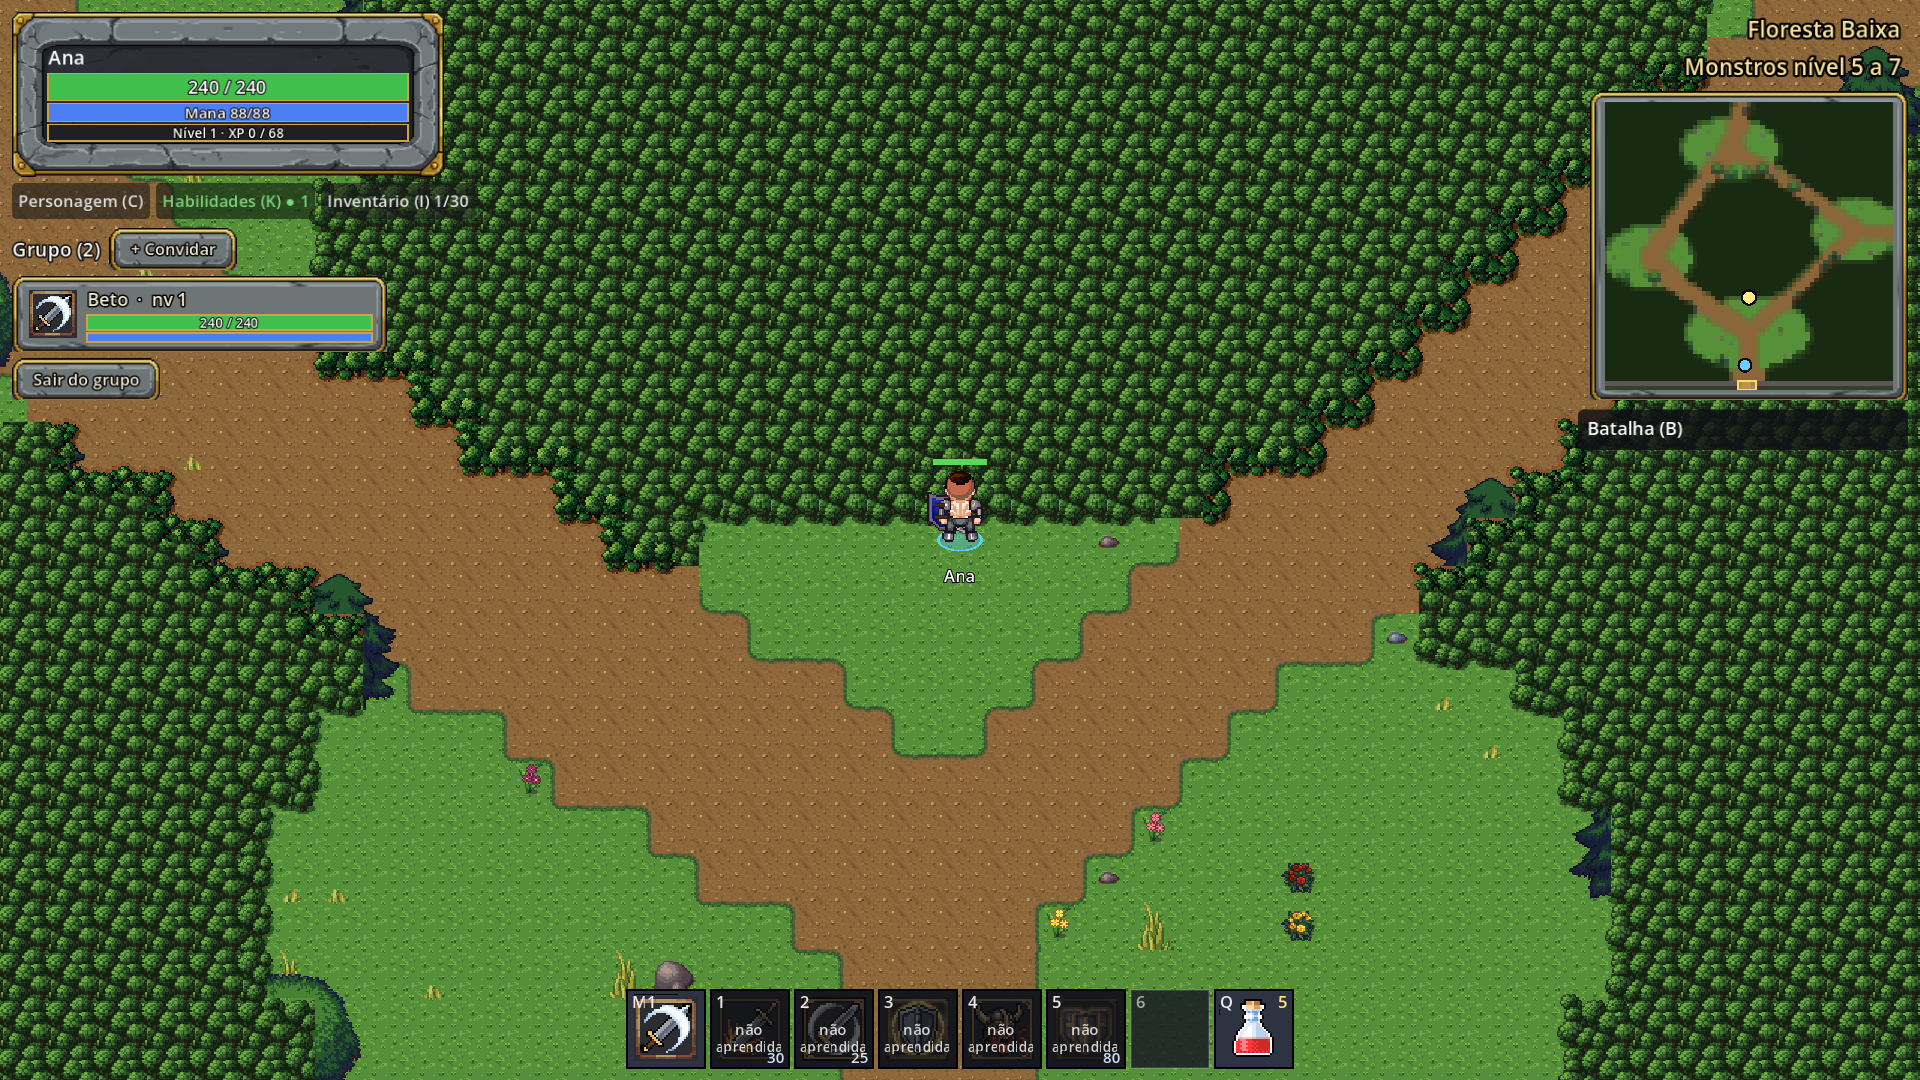 Ana
240 / 240
Mana 88/88
Nível 1 · XP 0 / 68
Personagem (C)
Habilidades (K) ● 1
Inventário (I) 1/30
Grupo (2)
+ Convidar
Beto · nv 1
240 / 240
Sair do grupo
Floresta Baixa
Monstros nível 5 a 7
Batalha (B)
Ana
M1
1
não
aprendida
30
2
não
aprendida
25
3
não
aprendida
4
não
aprendida
5
não
aprendida
80
6
Q
5